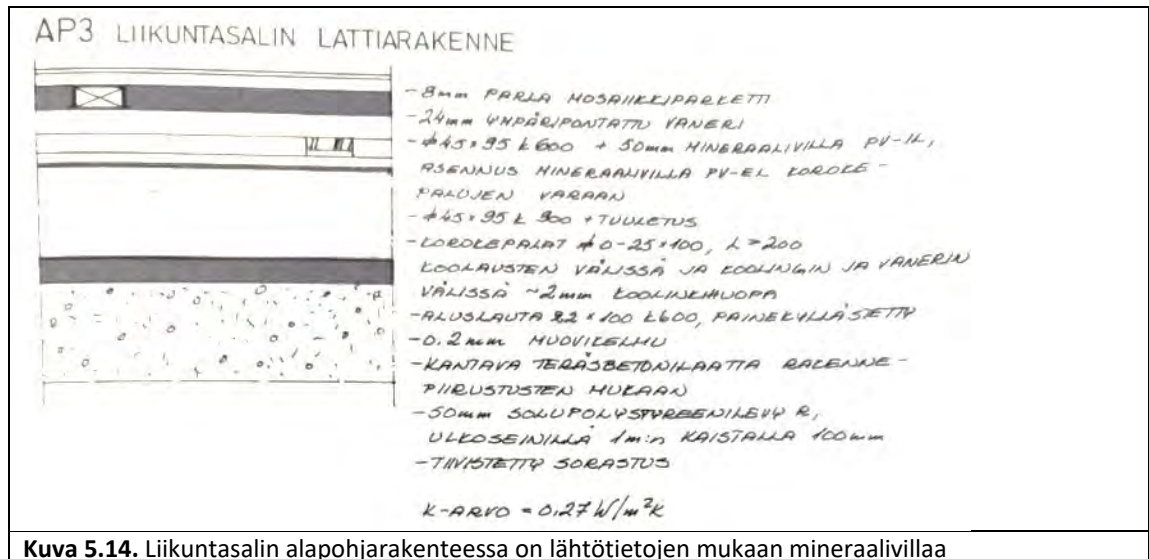 AP3 LIIKUNTASALIN LATTIARAKENNE
- 8mm PARLA MOSAIIKKIPARKETTI
- 24mm YMPÄRIPONTATTU VANERI
- ⌀45×95 k600 + 50mm MINERAALIVILLA PV-IL,
ASENNUS MINERAALIVILLA PV-EL KOROKE-
PALOJEN VARAAN
- ⌀45×95 k 900 + TUULETUS
- KOROKEPALAT ⌀0-25×100, L=200
KOOLAUSTEN VÄLISSÄ JA KOOLINGIN JA VANERIN
VÄLISSÄ ~2mm KOOLINKIHUOPA
- ALUSLAUTA 22×100 k600, PAINEKYLLÄSTETTY
- 0.2mm MUOVIKELMU
- KANTAVA TERÄSBETONILAATTA RAKENNE-
PIIRUSTUSTEN MUKAAN
- 50mm SOLUPOLYSTYREENILEVY R,
ULKOSEINILLÄ 1m:n KAISTALLA 100mm
- TIIVISTETTY SORASTUS
K-ARVO = 0,27 W/m²K
Kuva 5.14. Liikuntasalin alapohjarakenteessa on lähtötietojen mukaan mineraalivillaa